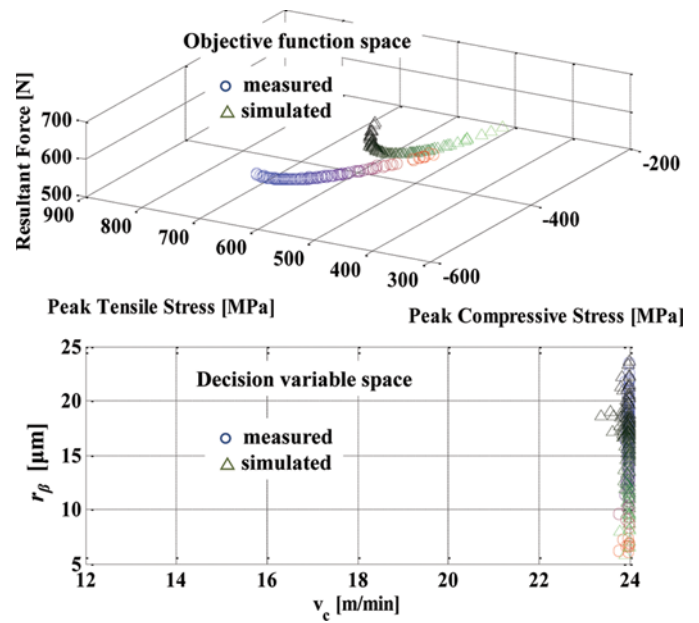 Objective function space
measured
simulated
Resultant Force [N]
700
600
500
900
800
700
600
500
400
300
-600
-400
-200
Peak Tensile Stress [MPa]
Peak Compressive Stress [MPa]
25
20
15
10
5
Decision variable space
measured
simulated
rβ [μm]
12
14
16
18
20
22
24
vc [m/min]